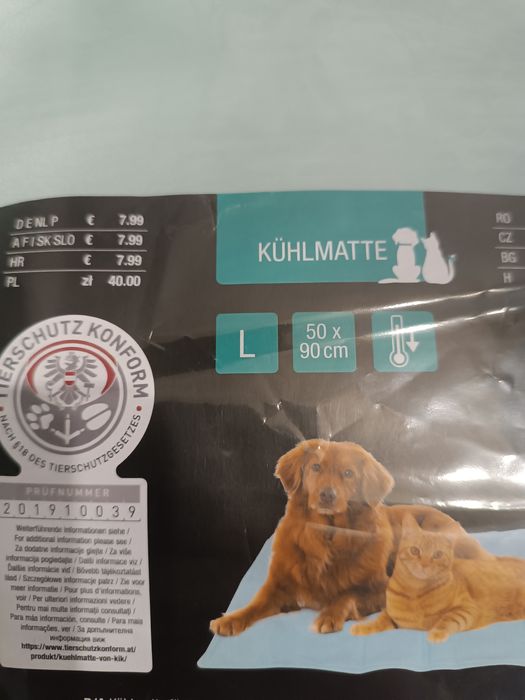 D E NL P € 7.99
A F I SK SLO € 7.99
HR € 7.99
PL zł 40.00
KÜHLMATTE
RO
CZ
BG
H
L
50 x
90 cm
TIERSCHUTZ KONFORM
NACH §18 DES TIERSCHUTZGESETZES
PRÜFNUMMER
201910039
Weiterführende Informationen siehe /
For additional information please see /
Za dodatne informacije glejte / Za više
informacija pogledajte / Další informace viz /
Ďalšie informácie viď / Bővebb tájékoztatást
lásd / Szczegółowe informacje patrz / Zie voor
meer informatie / Pour plus d'informations,
voir / Per ulteriori informazioni vedere /
Pentru mai multe informații consultați /
Para más información, consulte / Para mais
informações, ver / За допълнителна
информация виж
https://www.tierschutzkonform.at/
produkt/kuehlmatte-von-kik/